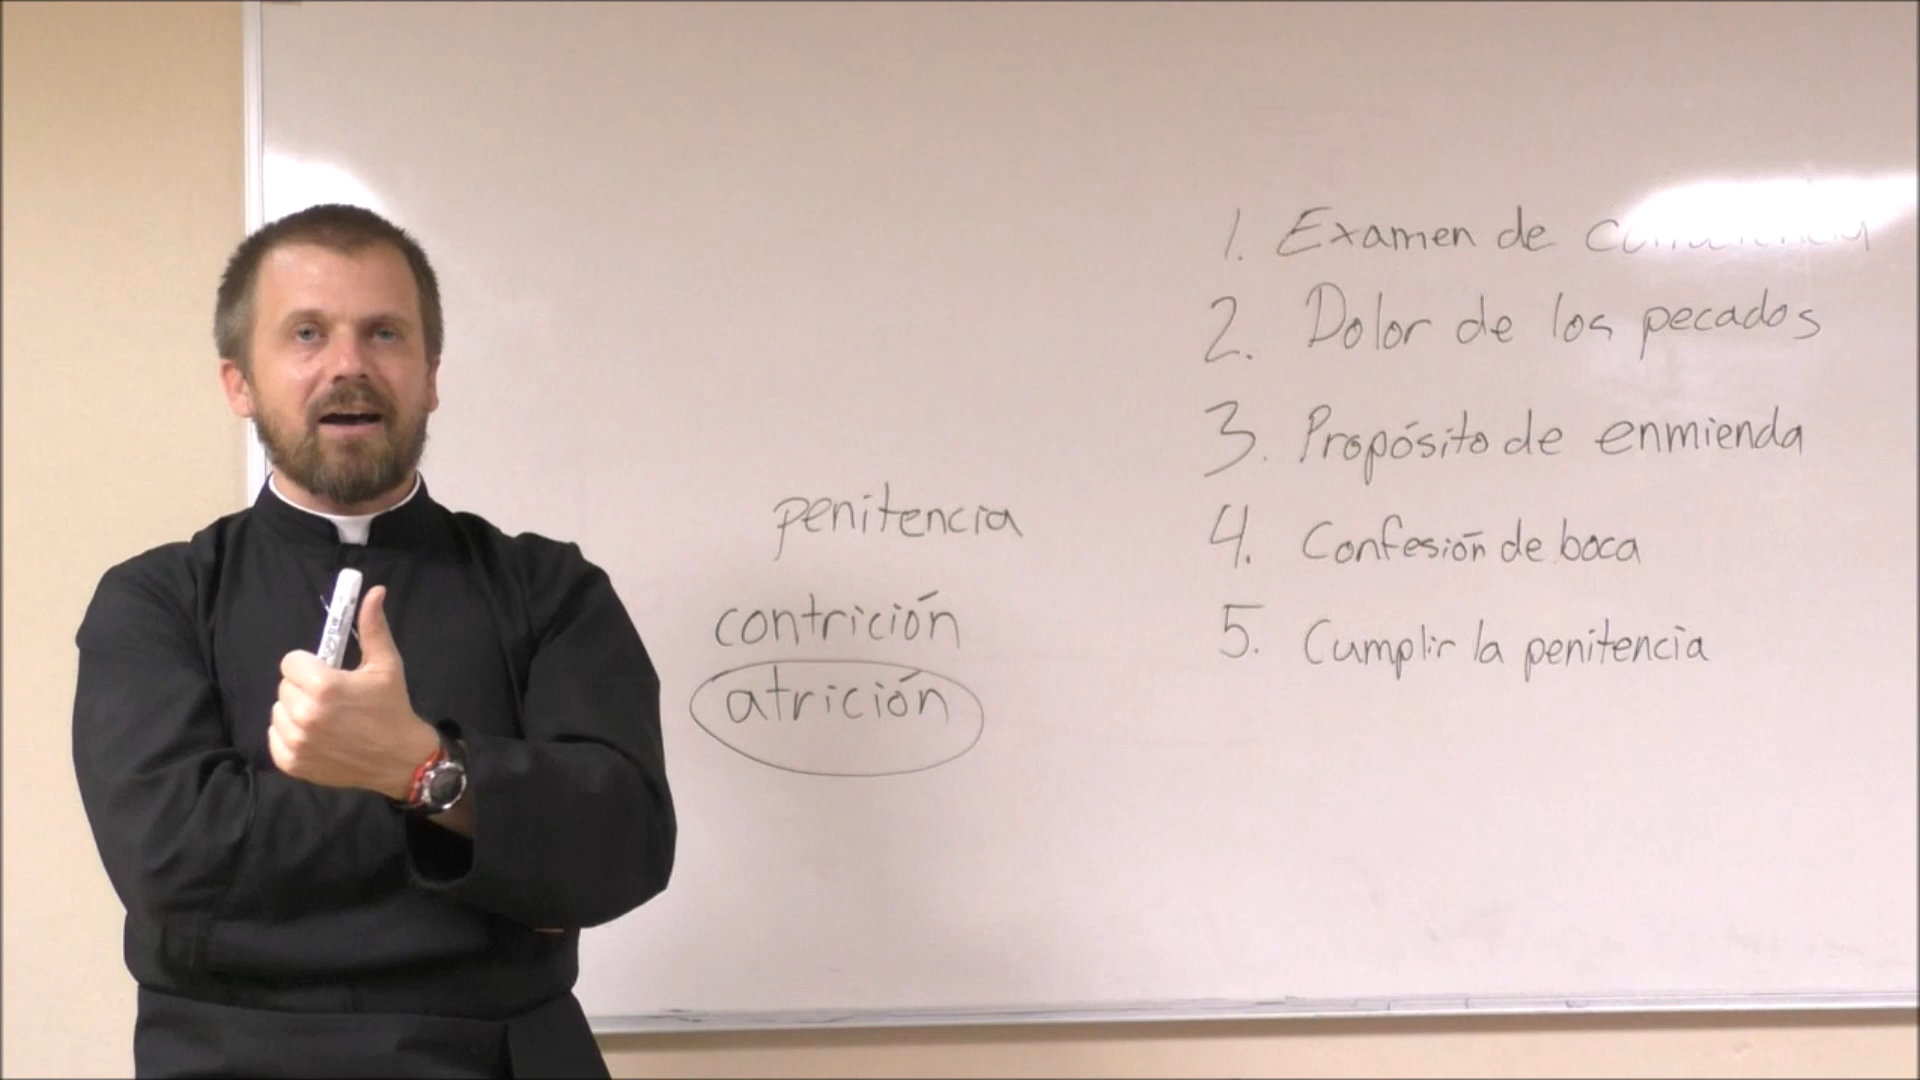 penitencia
contrición
atrición
1. Examen de
2. Dolor de los pecados
3. Propósito de enmienda
4. Confesión de boca
5. Cumplir la penitencia